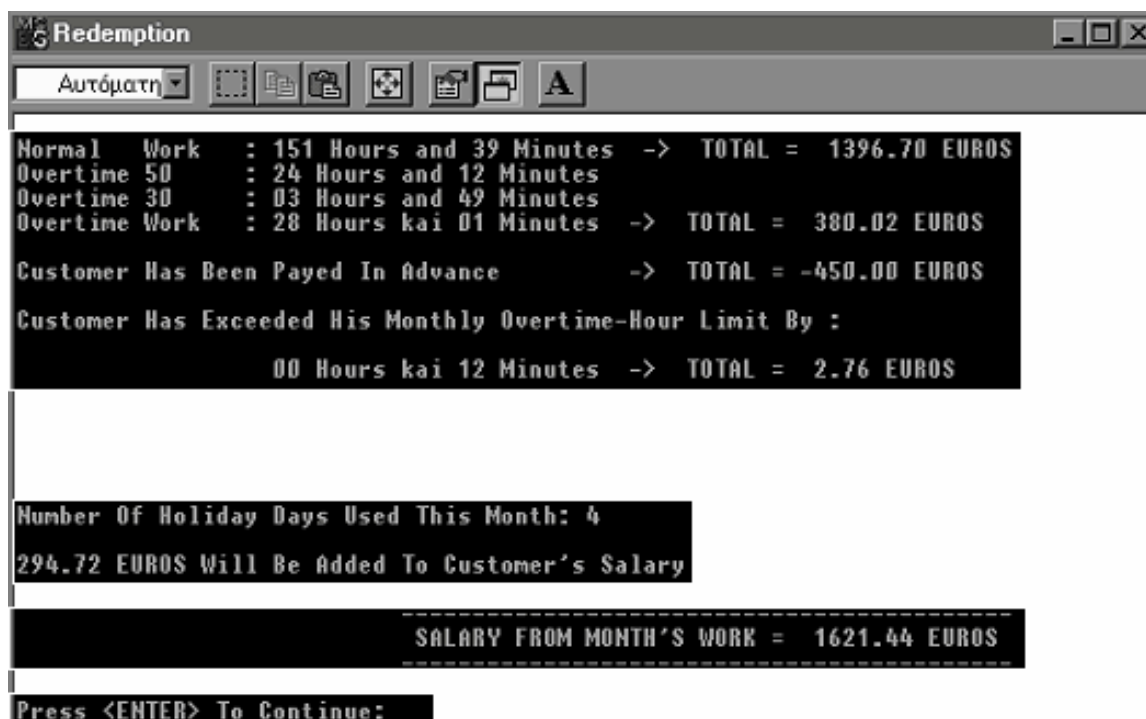 Redemption
Αυτόματη
A
Normal Work : 151 Hours and 39 Minutes -> TOTAL = 1396.70 EUROS
Overtime 50 : 24 Hours and 12 Minutes
Overtime 30 : 03 Hours and 49 Minutes
Overtime Work : 28 Hours kai 01 Minutes -> TOTAL = 380.02 EUROS
Customer Has Been Payed In Advance -> TOTAL = -450.00 EUROS
Customer Has Exceeded His Monthly Overtime-Hour Limit By :
00 Hours kai 12 Minutes -> TOTAL = 2.76 EUROS
Number Of Holiday Days Used This Month: 4
294.72 EUROS Will Be Added To Customer's Salary
SALARY FROM MONTH'S WORK = 1621.44 EUROS
Press <ENTER> To Continue: